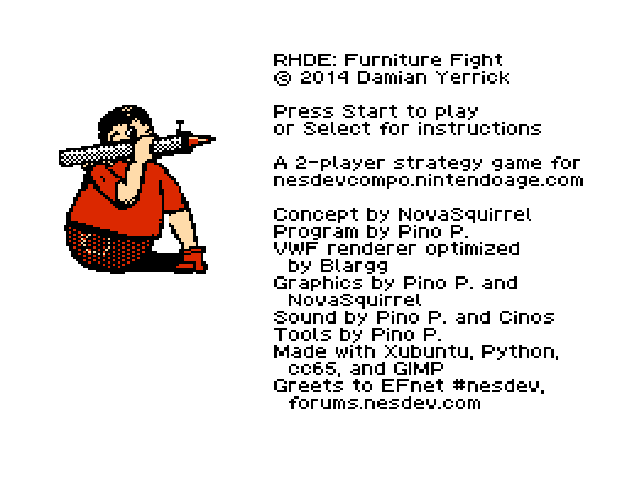 RHDE: Furniture Fight
© 2014 Damian Yerrick
Press Start to play
or Select for instructions
A 2-player strategy game for
nesdevcompo.nintendoage.com
Concept by NovaSquirrel
Program by Pino P.
VWF renderer optimized
by Blargg
Graphics by Pino P. and
NovaSquirrel
Sound by Pino P. and Cinos
Tools by Pino P.
Made with Xubuntu, Python,
cc65, and GIMP
Greets to EFnet #nesdev,
forums.nesdev.com